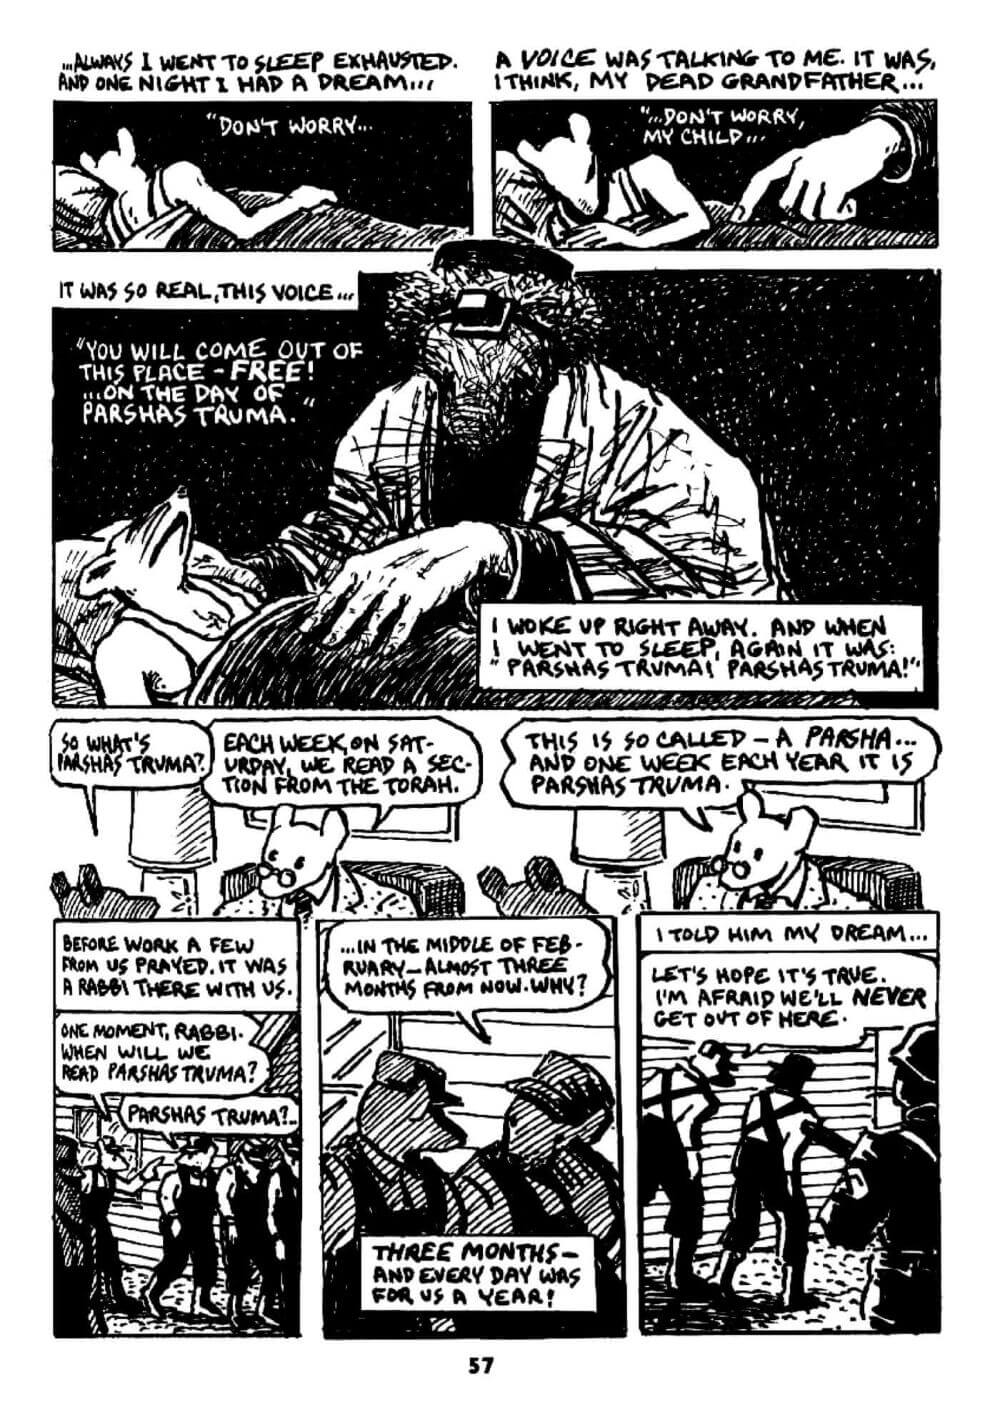 ...ALWAYS I WENT TO SLEEP EXHAUSTED.
AND ONE NIGHT I HAD A DREAM...
"DON'T WORRY...
A VOICE WAS TALKING TO ME. IT WAS,
I THINK, MY DEAD GRANDFATHER...
"...DON'T WORRY,
MY CHILD...
IT WAS SO REAL, THIS VOICE...
"YOU WILL COME OUT OF
THIS PLACE - FREE!
...ON THE DAY OF
PARSHAS TRUMA."
I WOKE UP RIGHT AWAY. AND WHEN
I WENT TO SLEEP, AGAIN IT WAS:
"PARSHAS TRUMA! PARSHAS TRUMA!"
SO WHAT'S
PARSHAS TRUMA?
EACH WEEK, ON SAT-
URDAY, WE READ A SEC-
TION FROM THE TORAH.
THIS IS SO CALLED - A PARSHA...
AND ONE WEEK EACH YEAR IT IS
PARSHAS TRUMA.
BEFORE WORK A FEW
FROM US PRAYED. IT WAS
A RABBI THERE WITH US.
ONE MOMENT, RABBI.
WHEN WILL WE
READ PARSHAS TRUMA?
PARSHAS TRUMA?..
...IN THE MIDDLE OF FEB-
RUARY - ALMOST THREE
MONTHS FROM NOW. WHY?
THREE MONTHS -
AND EVERY DAY WAS
FOR US A YEAR!
I TOLD HIM MY DREAM...
LET'S HOPE IT'S TRUE.
I'M AFRAID WE'LL NEVER
GET OUT OF HERE.
57